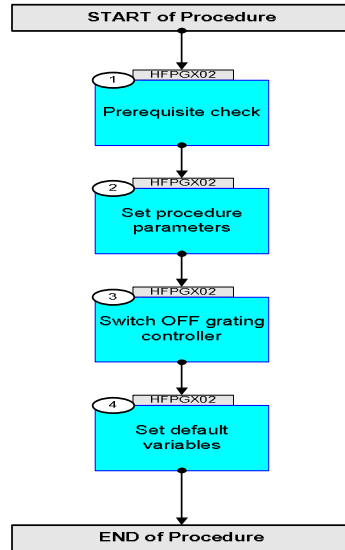 START of Procedure
HFPGX02
1
Prerequisite check
HFPGX02
2
Set procedure
parameters
HFPGX02
3
Switch OFF grating
controller
HFPGX02
4
Set default
variables
END of Procedure